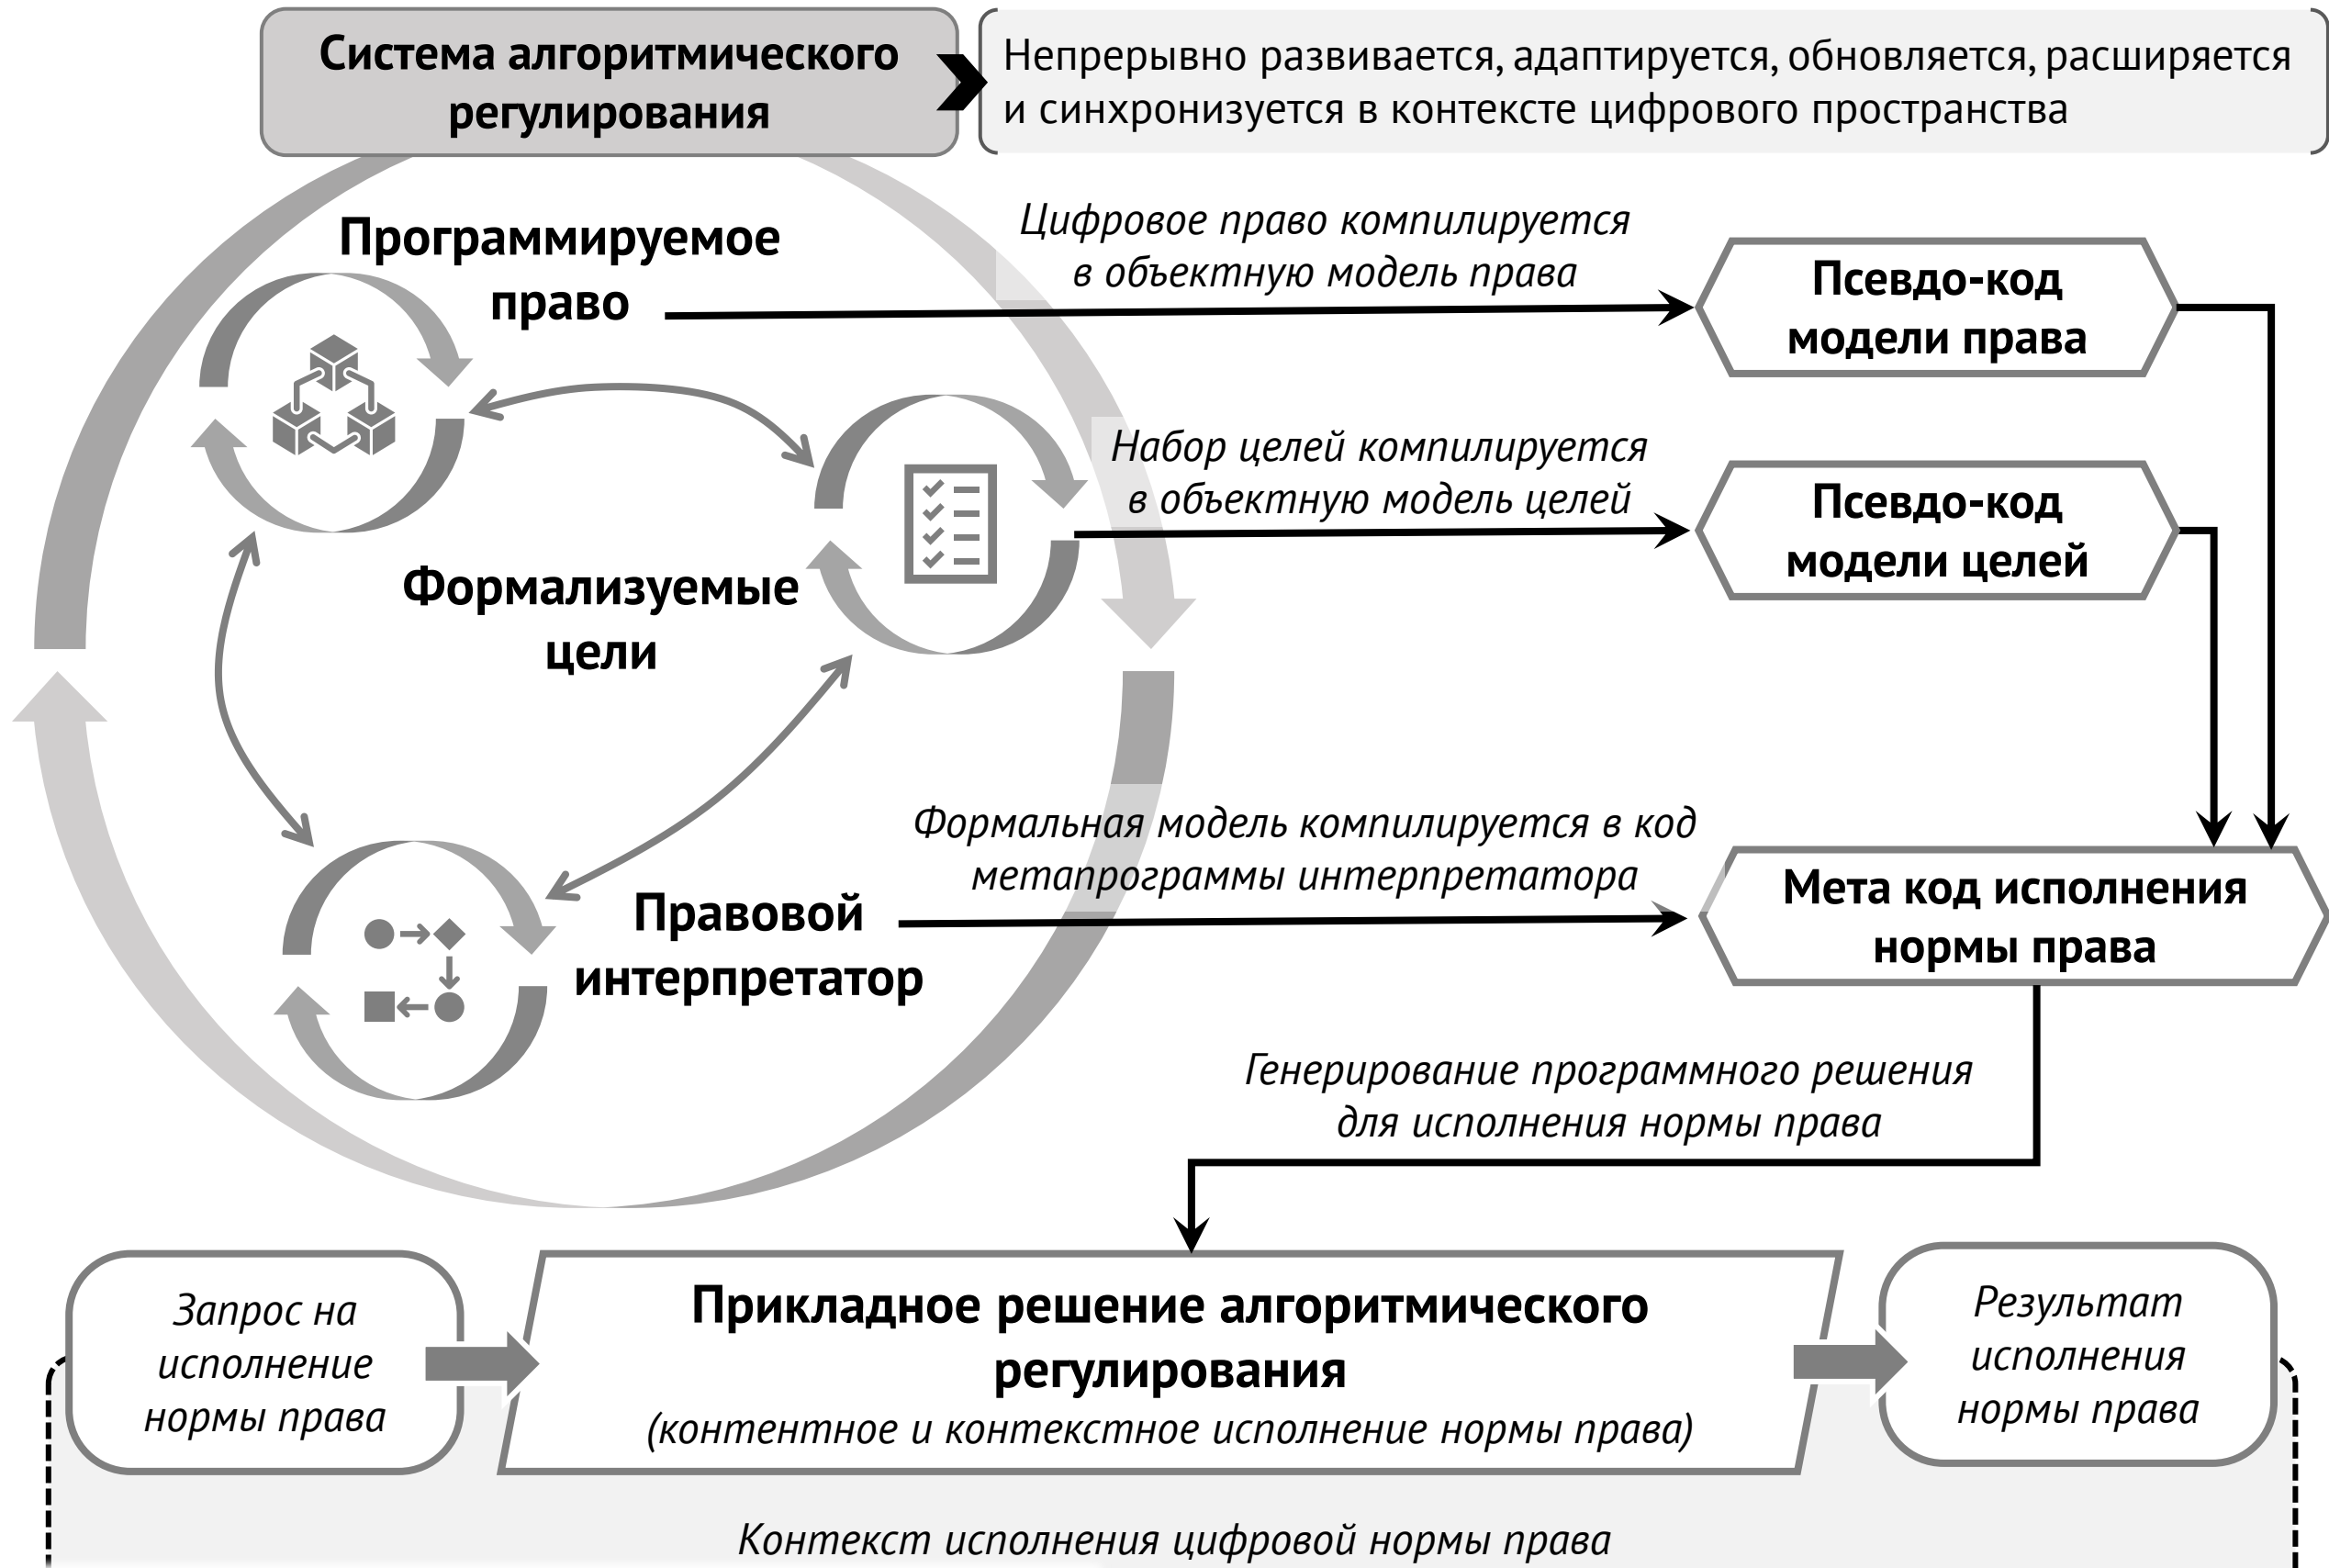 Система алгоритмического
регулирования
Непрерывно развивается, адаптируется, обновляется, расширяется
и синхронизуется в контексте цифрового пространства
Программируемое
право
Цифровое право компилируется
в объектную модель права
Псевдо-код
модели права
Формализуемые
цели
Набор целей компилируется
в объектную модель целей
Псевдо-код
модели целей
Правовой
интерпретатор
Формальная модель компилируется в код
метапрограммы интерпретатора
Мета код исполнения
нормы права
Генерирование программного решения
для исполнения нормы права
Запрос на
исполнение
нормы права
Прикладное решение алгоритмического
регулирования
(контентное и контекстное исполнение нормы права)
Результат
исполнения
нормы права
Контекст исполнения цифровой нормы права